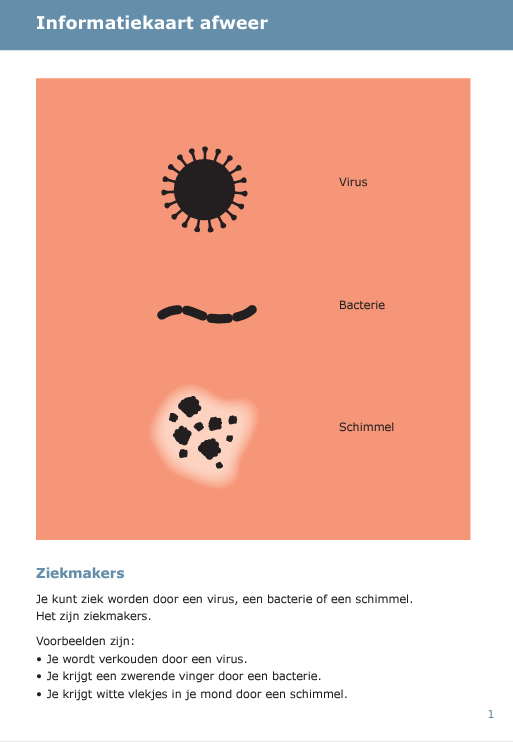 Informatiekaart afweer
Virus
Bacterie
Schimmel
Ziekmakers
Je kunt ziek worden door een virus, een bacterie of een schimmel.
Het zijn ziekmakers.
Voorbeelden zijn:
• Je wordt verkouden door een virus.
• Je krijgt een zwerende vinger door een bacterie.
• Je krijgt witte vlekjes in je mond door een schimmel.
1